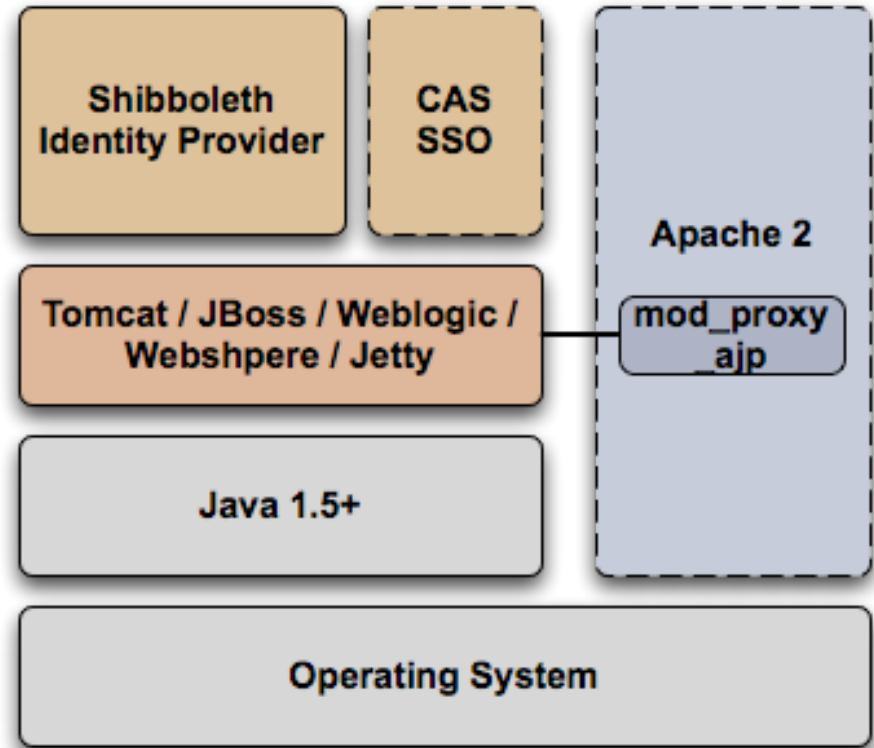 Shibboleth
Identity Provider
CAS
SSO
Apache 2
mod_proxy
_ajp
Tomcat / JBoss / Weblogic /
Webshpere / Jetty
Java 1.5+
Operating System